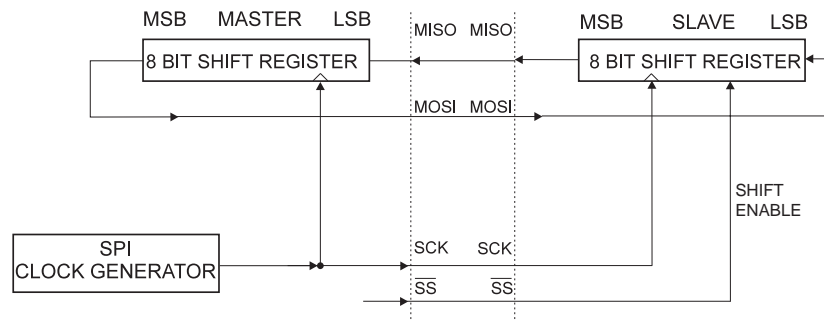 MSB MASTER LSB
MISO MISO
MSB SLAVE LSB
8 BIT SHIFT REGISTER
8 BIT SHIFT REGISTER
MOSI MOSI
SHIFT
ENABLE
SPI
CLOCK GENERATOR
SCK SCK
SS SS